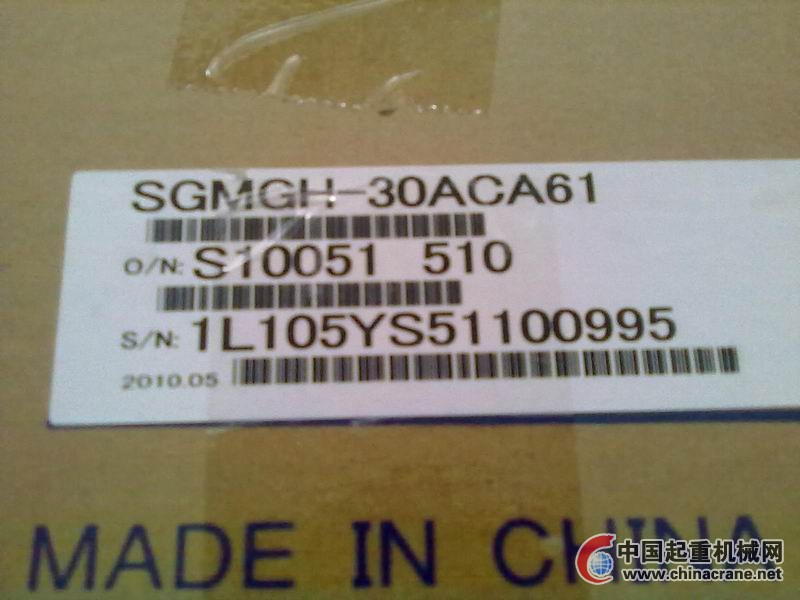 SGMGH-30ACA61
O/N: S10051 510
S/N: 1L105YS51100995
2010.05
MADE IN CHINA
中国起重机械网
www.chinacrane.net